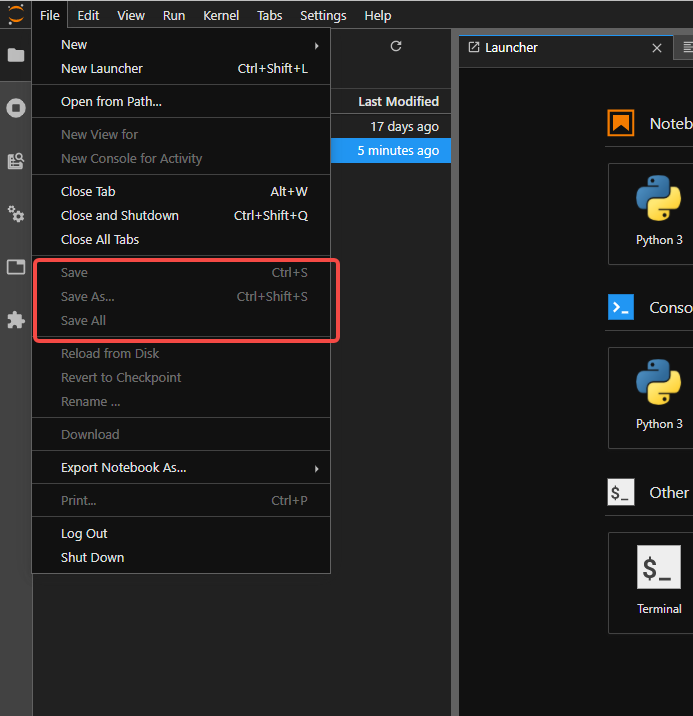 File Edit View Run Kernel Tabs Settings Help
New
New Launcher Ctrl+Shift+L
Open from Path...
New View for
New Console for Activity
Close Tab Alt+W
Close and Shutdown Ctrl+Shift+Q
Close All Tabs
Save Ctrl+S
Save As... Ctrl+Shift+S
Save All
Reload from Disk
Revert to Checkpoint
Rename ...
Download
Export Notebook As...
Print... Ctrl+P
Log Out
Shut Down
Last Modified
17 days ago
5 minutes ago
Launcher
Noteb
Python 3
Conso
Python 3
$_ Other
$_
Terminal